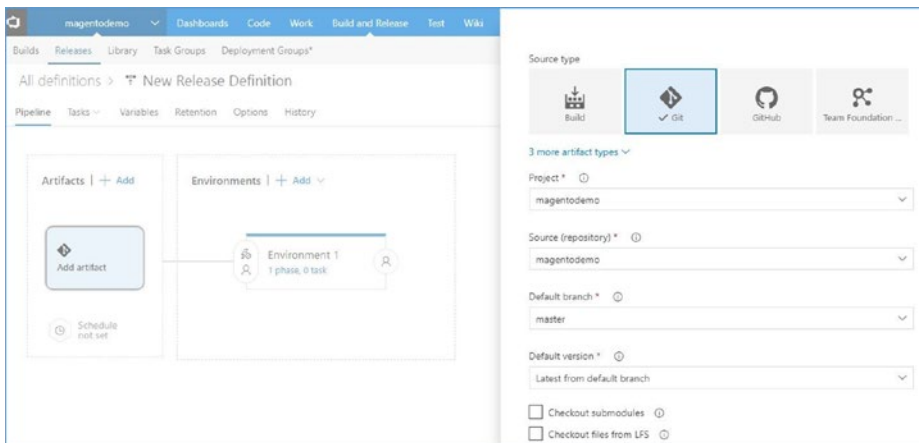 magentodemo Dashboards Code Work Build and Release Test Wiki
Builds Releases Library Task Groups Deployment Groups*
All definitions > New Release Definition
Pipeline Tasks Variables Retention Options History
Artifacts | + Add
Environments | + Add
Add artifact
Environment 1
1 phase, 0 task
Schedule
not set
Source type
Build
Git
GitHub
Team Foundation ...
3 more artifact types
Project *
magentodemo
Source (repository) *
magentodemo
Default branch *
master
Default version *
Latest from default branch
Checkout submodules
Checkout files from LFS